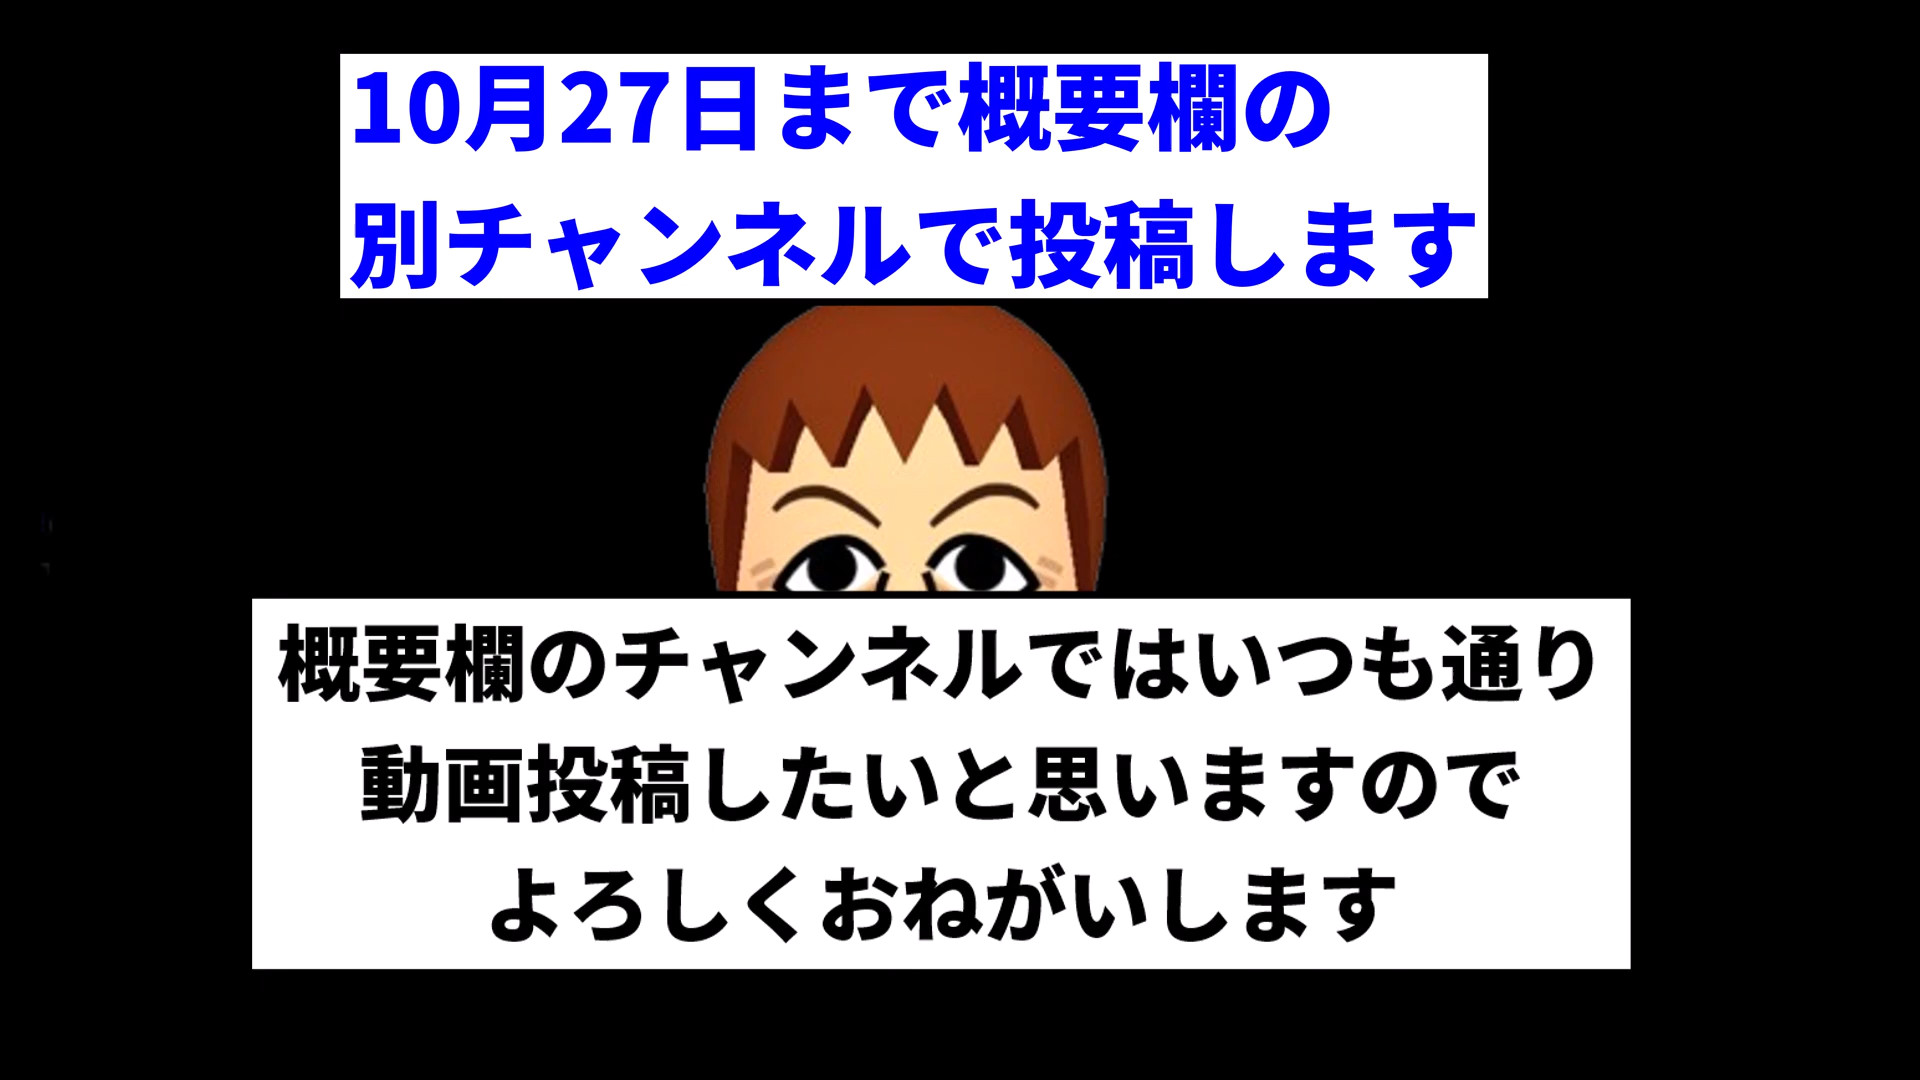 10月27日まで概要欄の
別チャンネルで投稿します
概要欄のチャンネルではいつも通り
動画投稿したいと思いますので
よろしくおねがいします